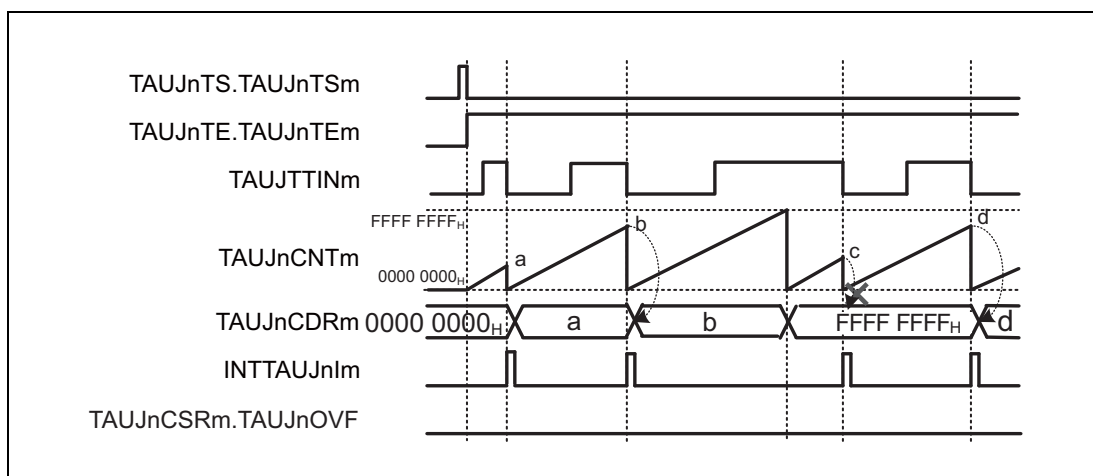 TAUJnTS.TAUJnTSm
TAUJnTE.TAUJnTEm
TAUJTTINm
FFFF FFFFH
b
d
TAUJnCNTm
a
c
0000 0000H
TAUJnCDRm 0000 0000H a b FFFF FFFFH d
INTTAUJnIm
TAUJnCSRm.TAUJnOVF